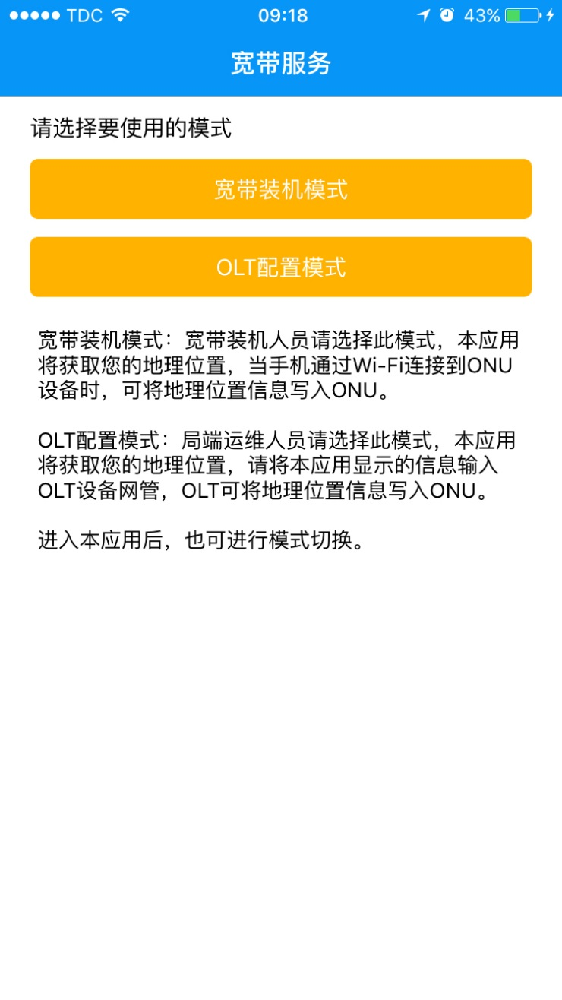 TDC 09:18 43%
宽带服务
请选择要使用的模式
宽带装机模式
OLT配置模式
宽带装机模式：宽带装机人员请选择此模式，本应用
将获取您的地理位置，当手机通过Wi-Fi连接到ONU
设备时，可将地理位置信息写入ONU。
OLT配置模式：局端运维人员请选择此模式，本应用
将获取您的地理位置，请将本应用显示的信息输入
OLT设备网管，OLT可将地理位置信息写入ONU。
进入本应用后，也可进行模式切换。